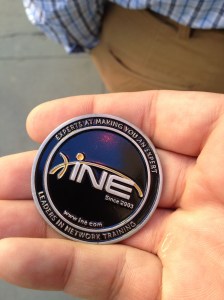 EXPERTS AT MAKING YOU AN EXPERT
INE
Since 2003
www.ine.com
LEADERS IN NETWORK TRAINING